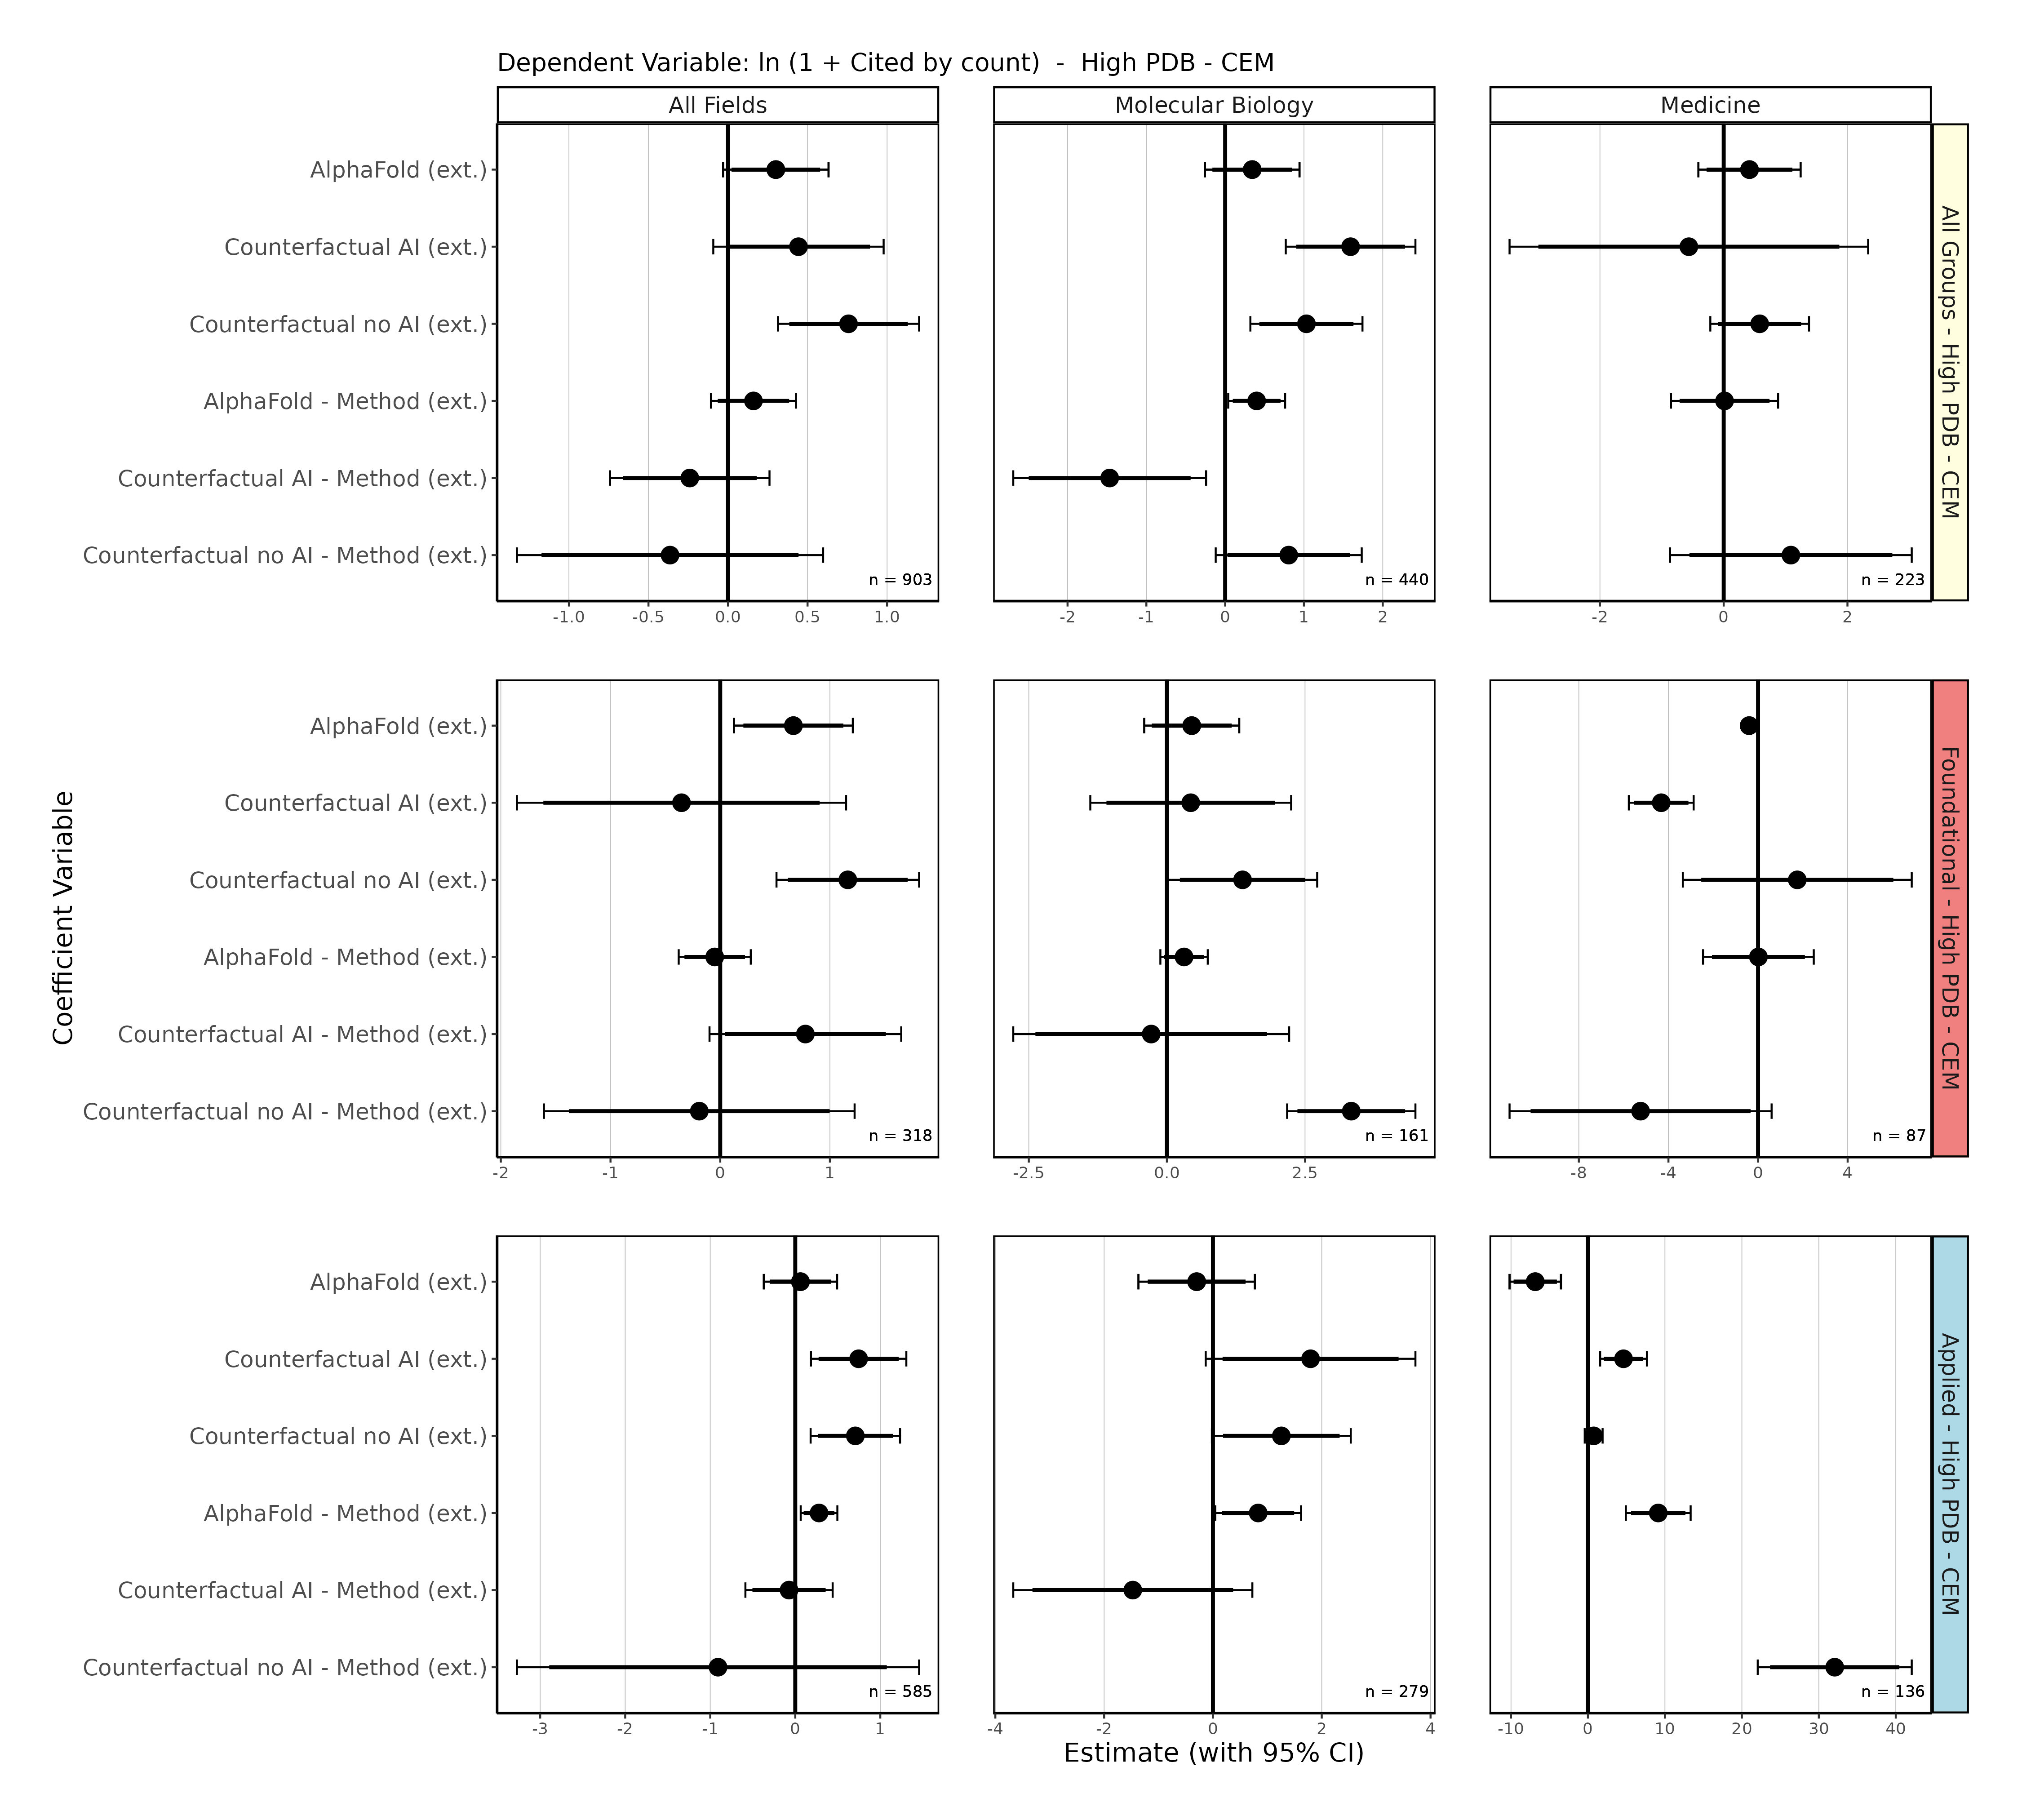 Dependent Variable: ln (1 + Cited by count)  -  High PDB - CEM
All Fields
Molecular Biology
Medicine
AlphaFold (ext.)
Counterfactual AI (ext.)
Counterfactual no AI (ext.)
AlphaFold - Method (ext.)
Counterfactual AI - Method (ext.)
Counterfactual no AI - Method (ext.)
n = 903
n = 440
n = 223
-1.0 -0.5 0.0 0.5 1.0
-2 -1 0 1 2
-2 0 2
All Groups - High PDB - CEM
Coefficient Variable
AlphaFold (ext.)
Counterfactual AI (ext.)
Counterfactual no AI (ext.)
AlphaFold - Method (ext.)
Counterfactual AI - Method (ext.)
Counterfactual no AI - Method (ext.)
n = 318
n = 161
n = 87
-2 -1 0 1
-2.5 0.0 2.5
-8 -4 0 4
Foundational - High PDB - CEM
AlphaFold (ext.)
Counterfactual AI (ext.)
Counterfactual no AI (ext.)
AlphaFold - Method (ext.)
Counterfactual AI - Method (ext.)
Counterfactual no AI - Method (ext.)
n = 585
n = 279
n = 136
-3 -2 -1 0 1
-4 -2 0 2 4
-10 0 10 20 30 40
Applied - High PDB - CEM
Estimate (with 95% CI)